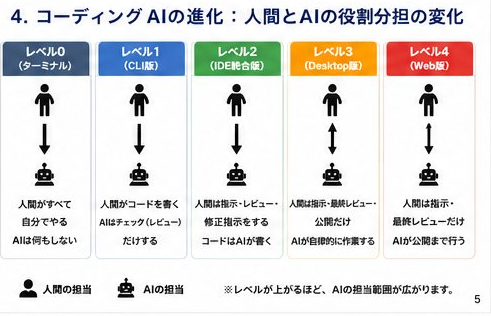 4. コーディングAIの進化：人間とAIの役割分担の変化
レベル0
（ターミナル）
人間がすべて
自分でやる
AIは何もしない
レベル1
（CLI版）
人間がコードを書く
AIはチェック（レビュー）
だけする
レベル2
（IDE統合版）
人間は指示・レビュー・
修正指示をする
コードはAIが書く
レベル3
（Desktop版）
人間は指示・最終レビュー・
公開だけ
AIが自律的に作業する
レベル4
（Web版）
人間は指示・
最終レビューだけ
AIが公開まで行う
人間の担当
AIの担当
※レベルが上がるほど、AIの担当範囲が広がります。
5